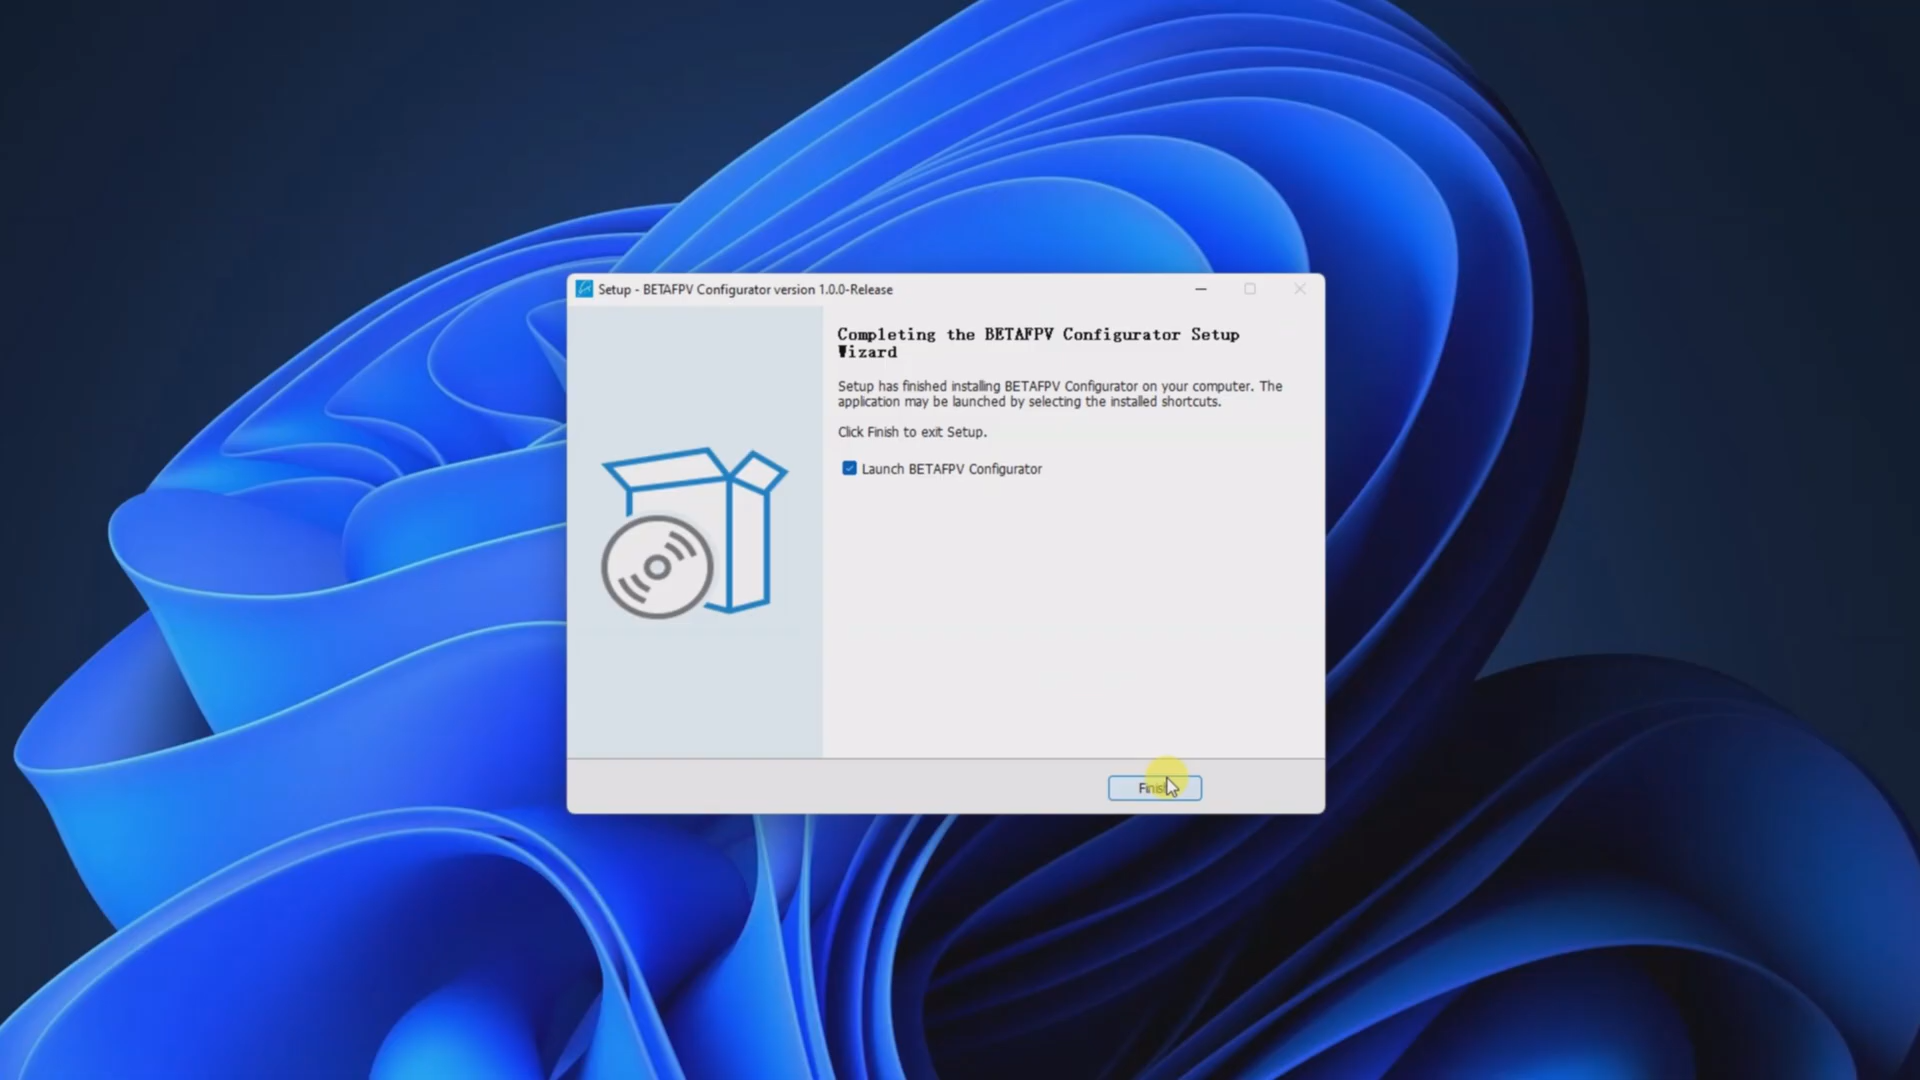 Setup - BETAFPV Configurator version 1.0.0-Release
Completing the BETAFPV Configurator Setup
Wizard
Setup has finished installing BETAFPV Configurator on your computer. The
application may be launched by selecting the installed shortcuts.
Click Finish to exit Setup.
Launch BETAFPV Configurator
Finish